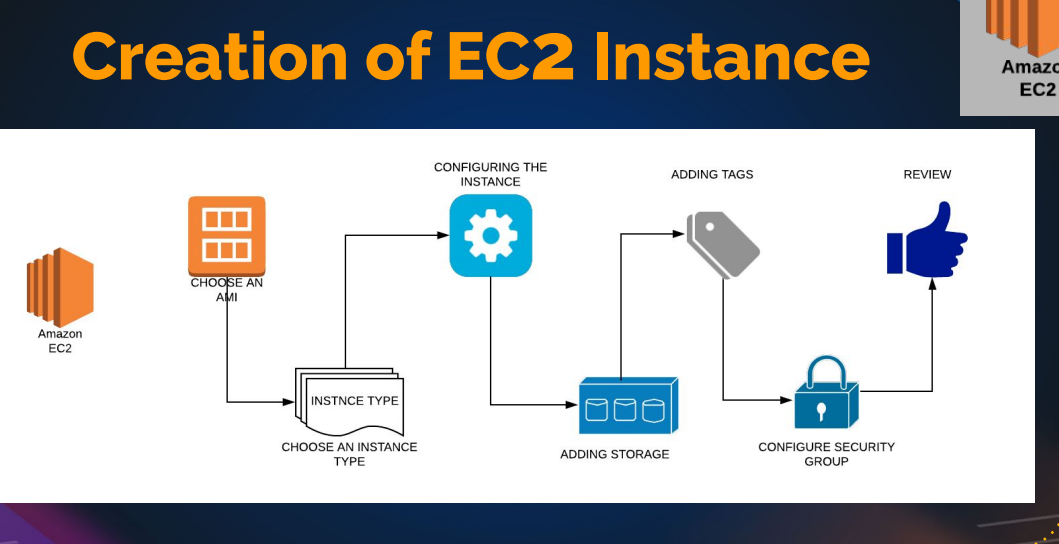 Creation of EC2 Instance
Amazo
EC2
CONFIGURING THE
INSTANCE
ADDING TAGS
REVIEW
CHOOSE AN
AMI
Amazon
EC2
INSTNCE TYPE
CHOOSE AN INSTANCE
TYPE
ADDING STORAGE
CONFIGURE SECURITY
GROUP